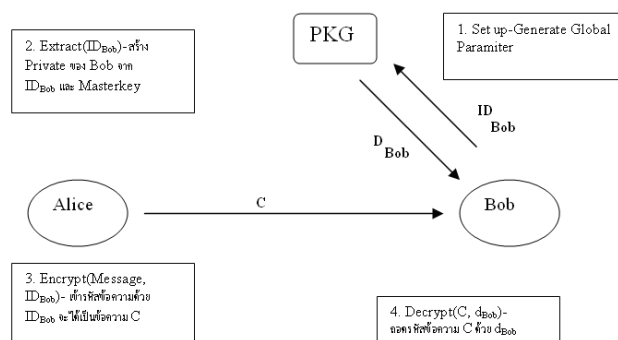 2. Extract(ID_Bob)-สร้าง
Private ของ Bob จาก
ID_Bob และ Masterkey
PKG
1. Set up-Generate Global
Paramiter
ID
Bob
D
Bob
Alice
C
Bob
3. Encrypt(Message,
ID_Bob)- เข้ารหัสข้อความด้วย
ID_Bob จะได้เป็นข้อความ C
4. Decrypt(C, d_Bob)-
ถอดรหัสข้อความ C ด้วย d_Bob